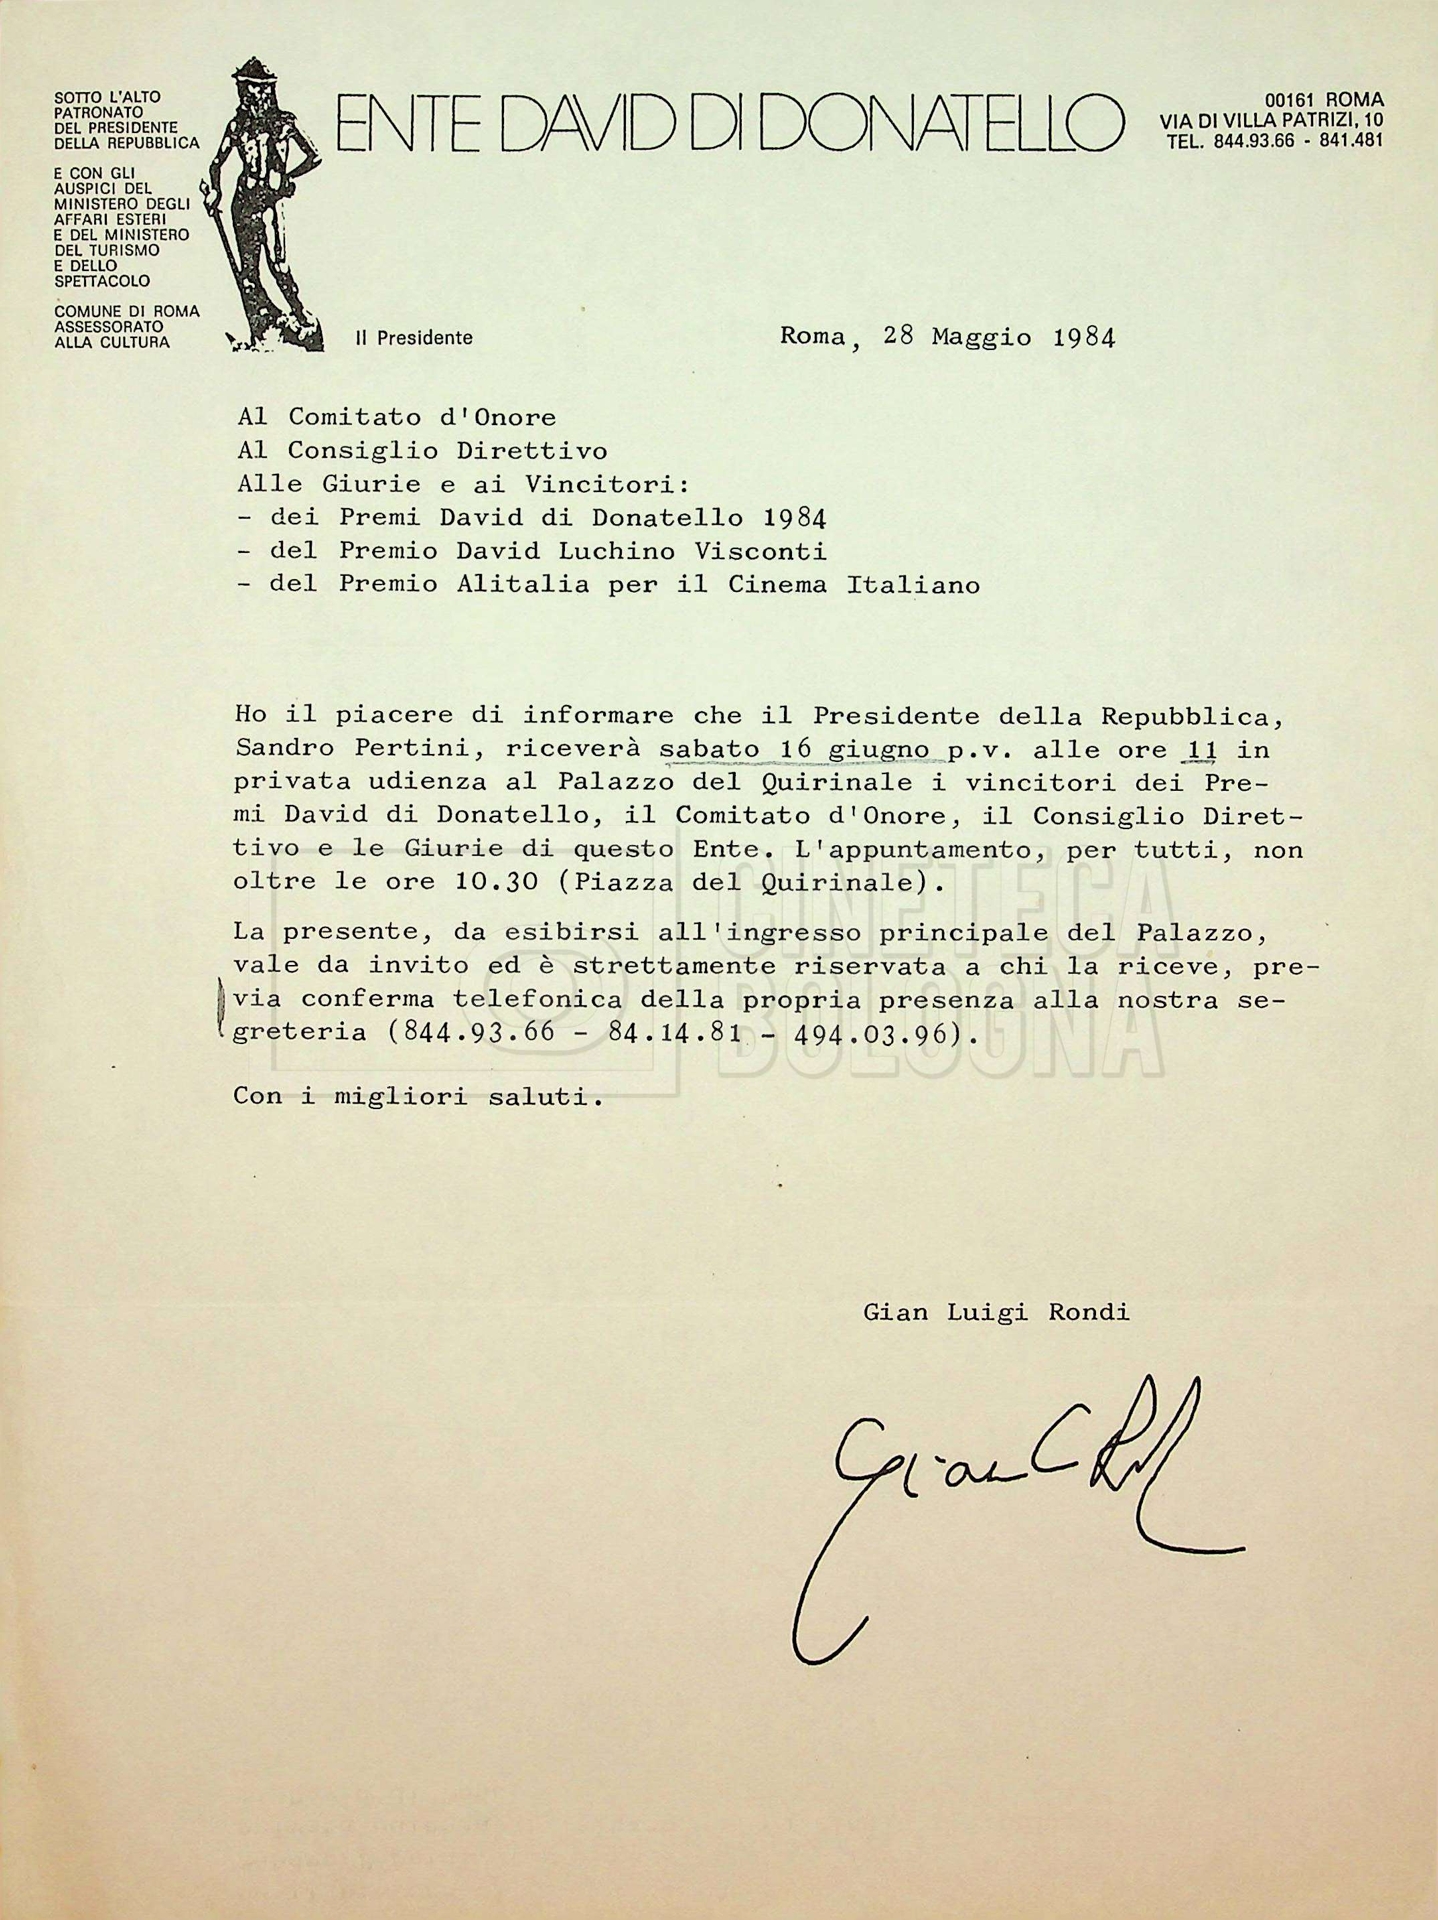 SOTTO L'ALTO
PATRONATO
DEL PRESIDENTE
DELLA REPUBBLICA
E CON GLI
AUSPICI DEL
MINISTERO DEGLI
AFFARI ESTERI
E DEL MINISTERO
DEL TURISMO
E DELLO
SPETTACOLO
COMUNE DI ROMA
ASSESSORATO
ALLA CULTURA
ENTE DAVID DI DONATELLO
00161 ROMA
VIA DI VILLA PATRIZI, 10
TEL. 844.93.66 - 841.481
Il Presidente
Roma, 28 Maggio 1984
Al Comitato d'Onore
Al Consiglio Direttivo
Alle Giurie e ai Vincitori:
- dei Premi David di Donatello 1984
- del Premio David Luchino Visconti
- del Premio Alitalia per il Cinema Italiano
Ho il piacere di informare che il Presidente della Repubblica,
Sandro Pertini, riceverà sabato 16 giugno p.v. alle ore 11 in
privata udienza al Palazzo del Quirinale i vincitori dei Pre-
mi David di Donatello, il Comitato d'Onore, il Consiglio Diret-
tivo e le Giurie di questo Ente. L'appuntamento, per tutti, non
oltre le ore 10.30 (Piazza del Quirinale).
La presente, da esibirsi all'ingresso principale del Palazzo,
vale da invito ed è strettamente riservata a chi la riceve, pre-
via conferma telefonica della propria presenza alla nostra se-
greteria (844.93.66 - 84.14.81 - 494.03.96).
Con i migliori saluti.
CINETECA
BOLOGNA
Gian Luigi Rondi
Gian L R